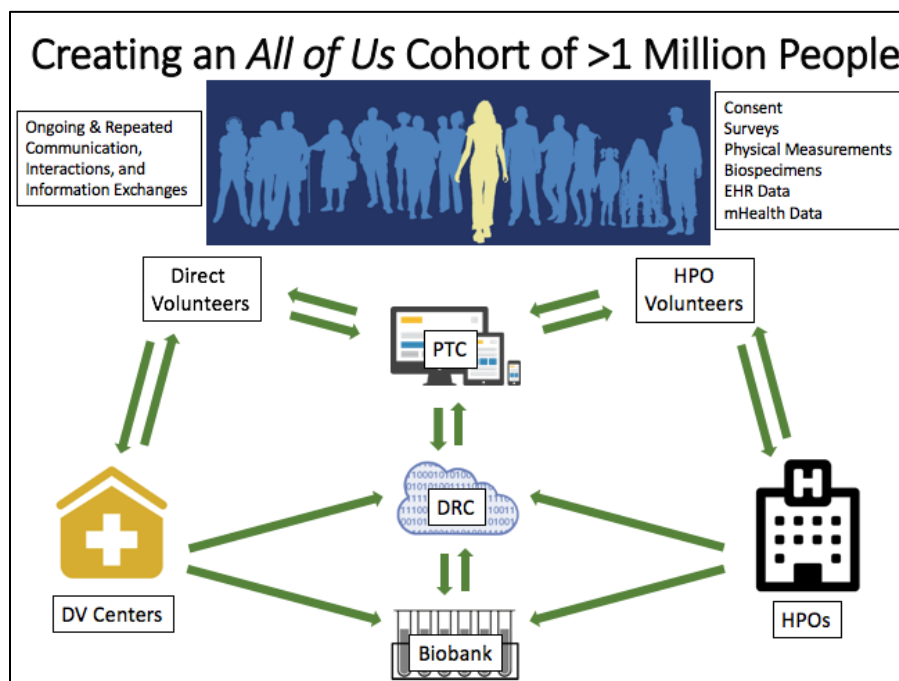 Creating an All of Us Cohort of >1 Million People
Ongoing & Repeated
Communication,
Interactions, and
Information Exchanges
Consent
Surveys
Physical Measurements
Biospecimens
EHR Data
mHealth Data
Direct
Volunteers
HPO
Volunteers
PTC
DRC
H
DV Centers
HPOs
Biobank